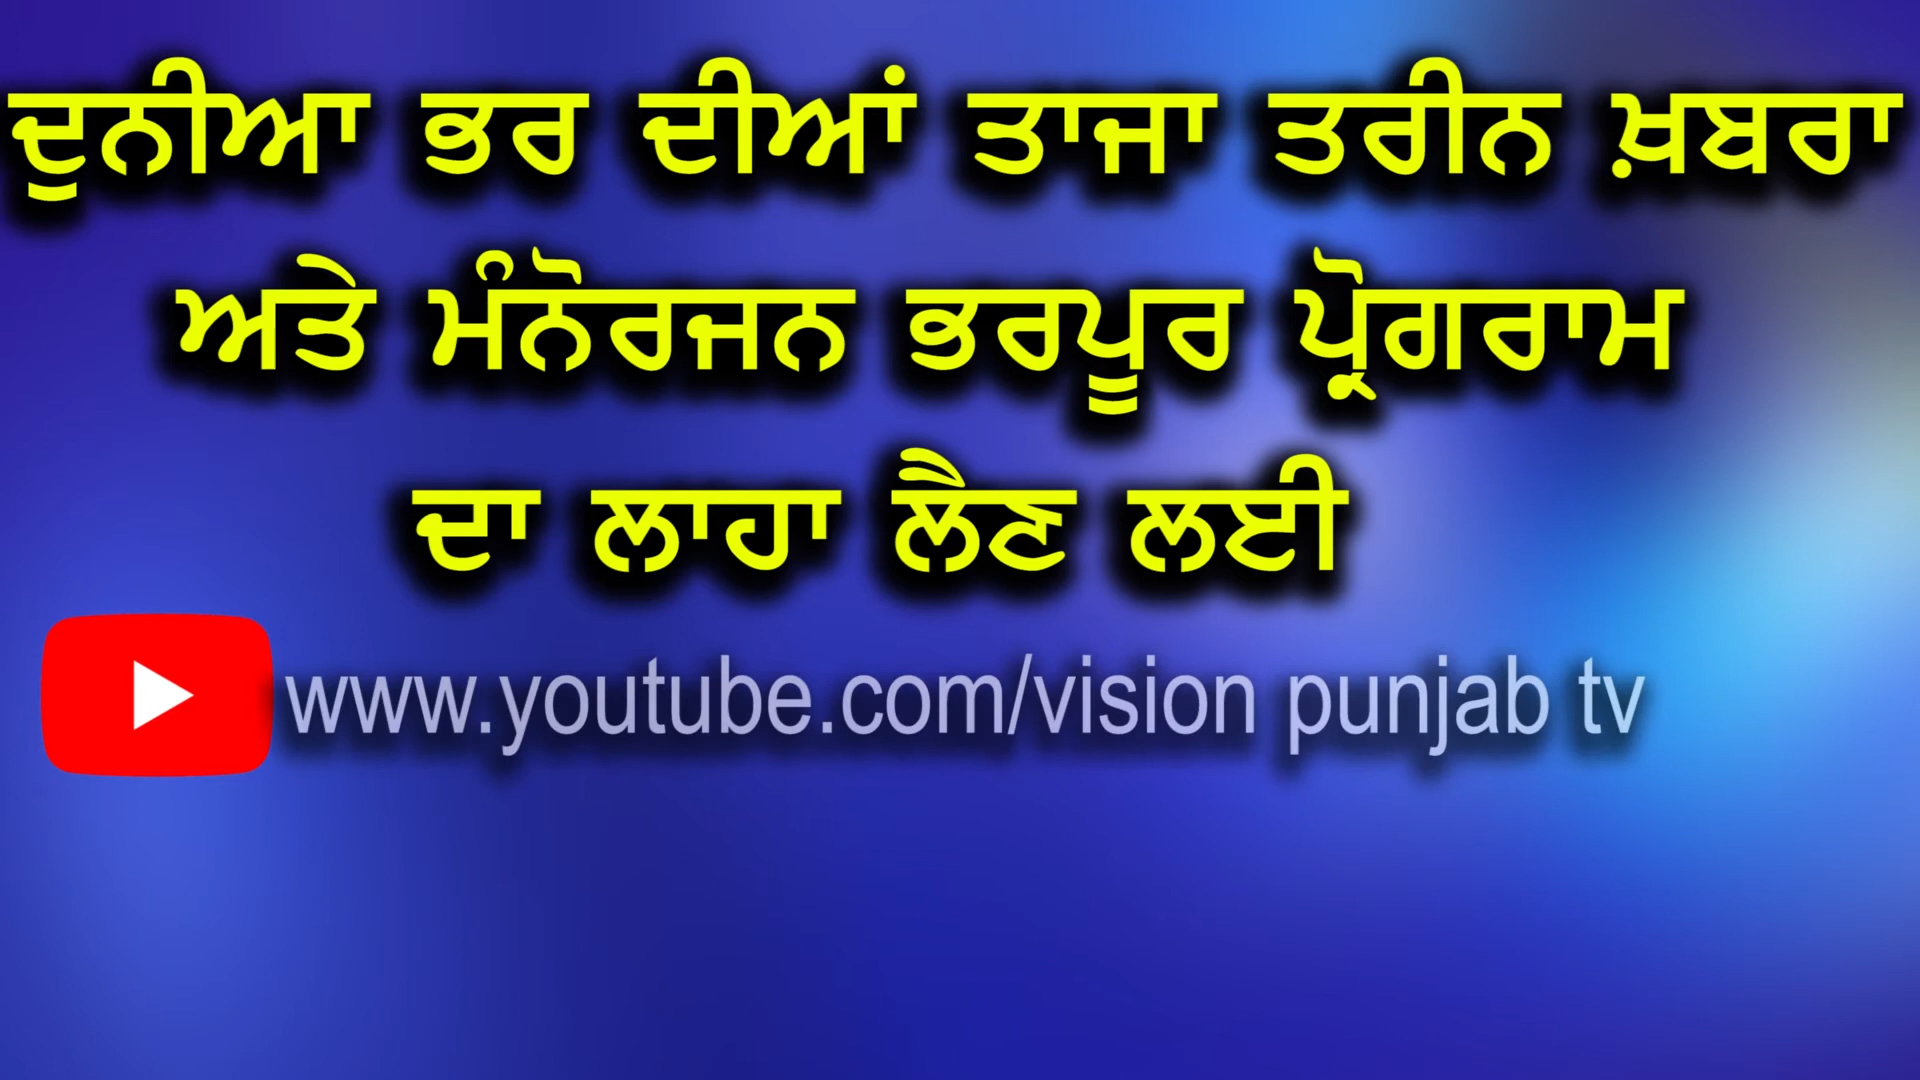 ਦੁਨੀਆ ਭਰ ਦੀਆਂ ਤਾਜਾ ਤਰੀਨ ਖ਼ਬਰਾ
ਅਤੇ ਮੰਨੋਰਜਨ ਭਰਪੂਰ ਪ੍ਰੋਗਰਾਮ
ਦਾ ਲਾਹਾ ਲੈਣ ਲਈ
www.youtube.com/vision punjab tv